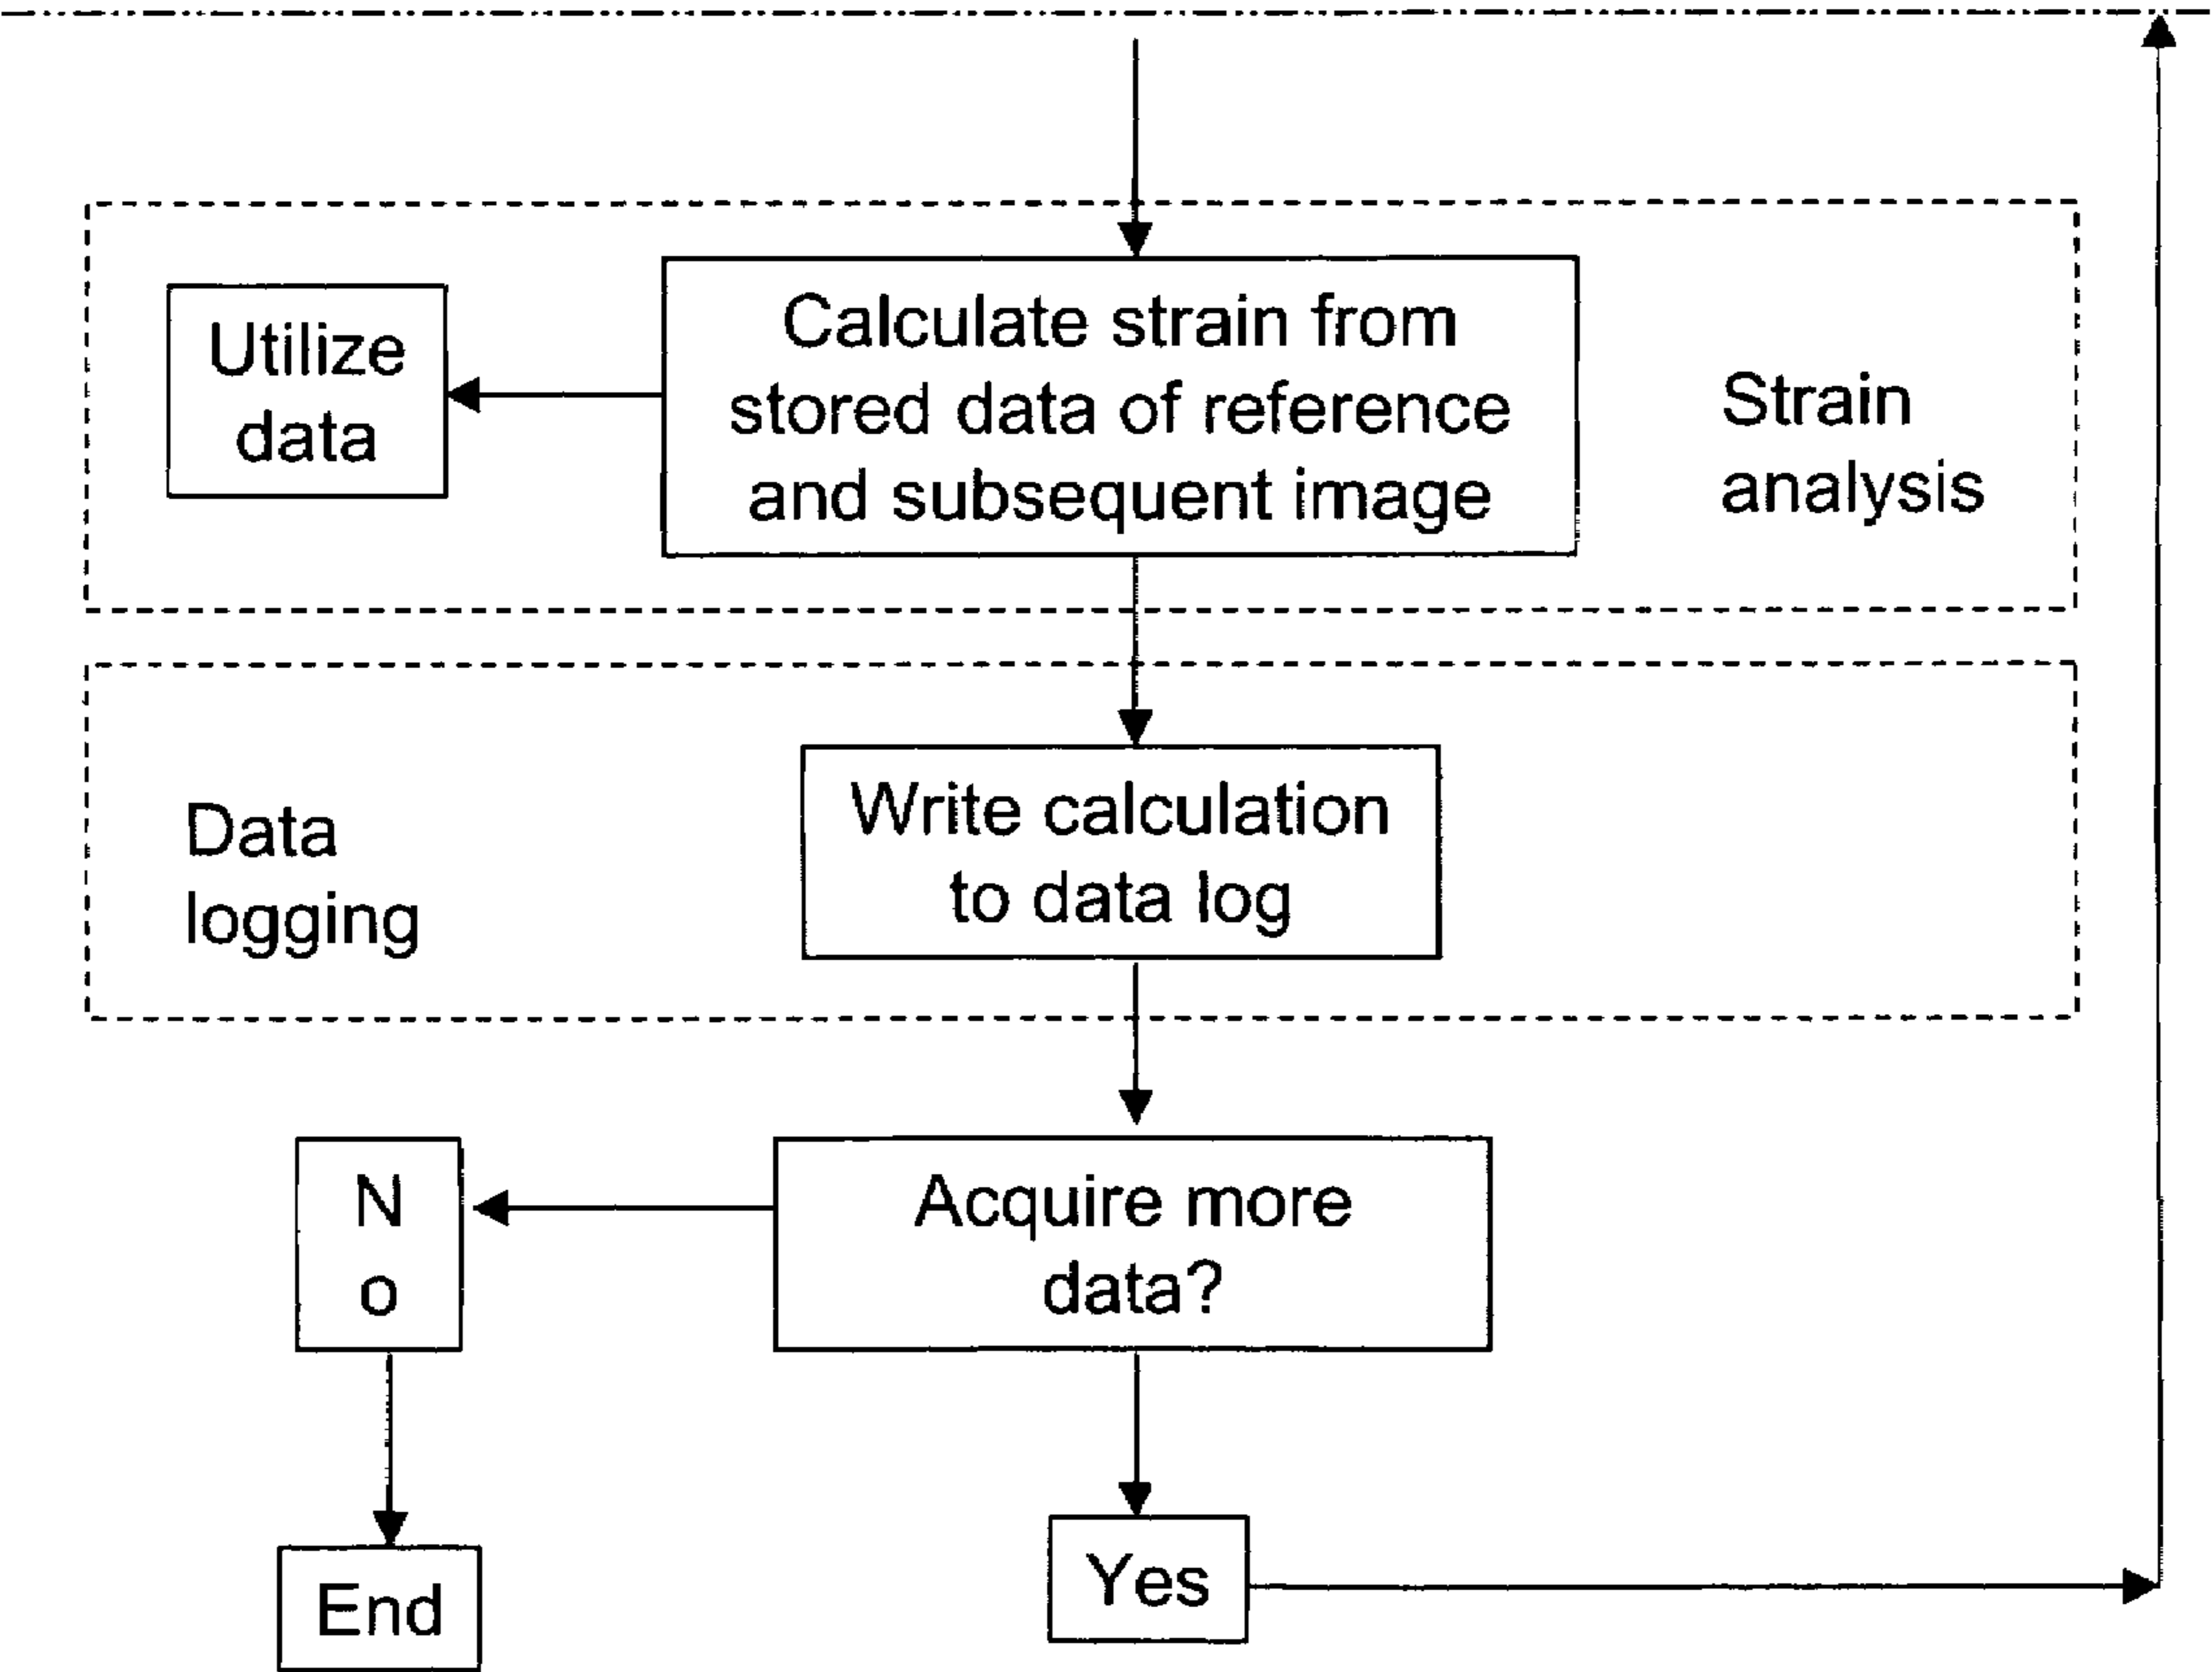 Utilize
data
Calculate strain from
stored data of reference
and subsequent image
Strain
analysis
Data
logging
Write calculation
to data log
N
o
Acquire more
data?
End
Yes